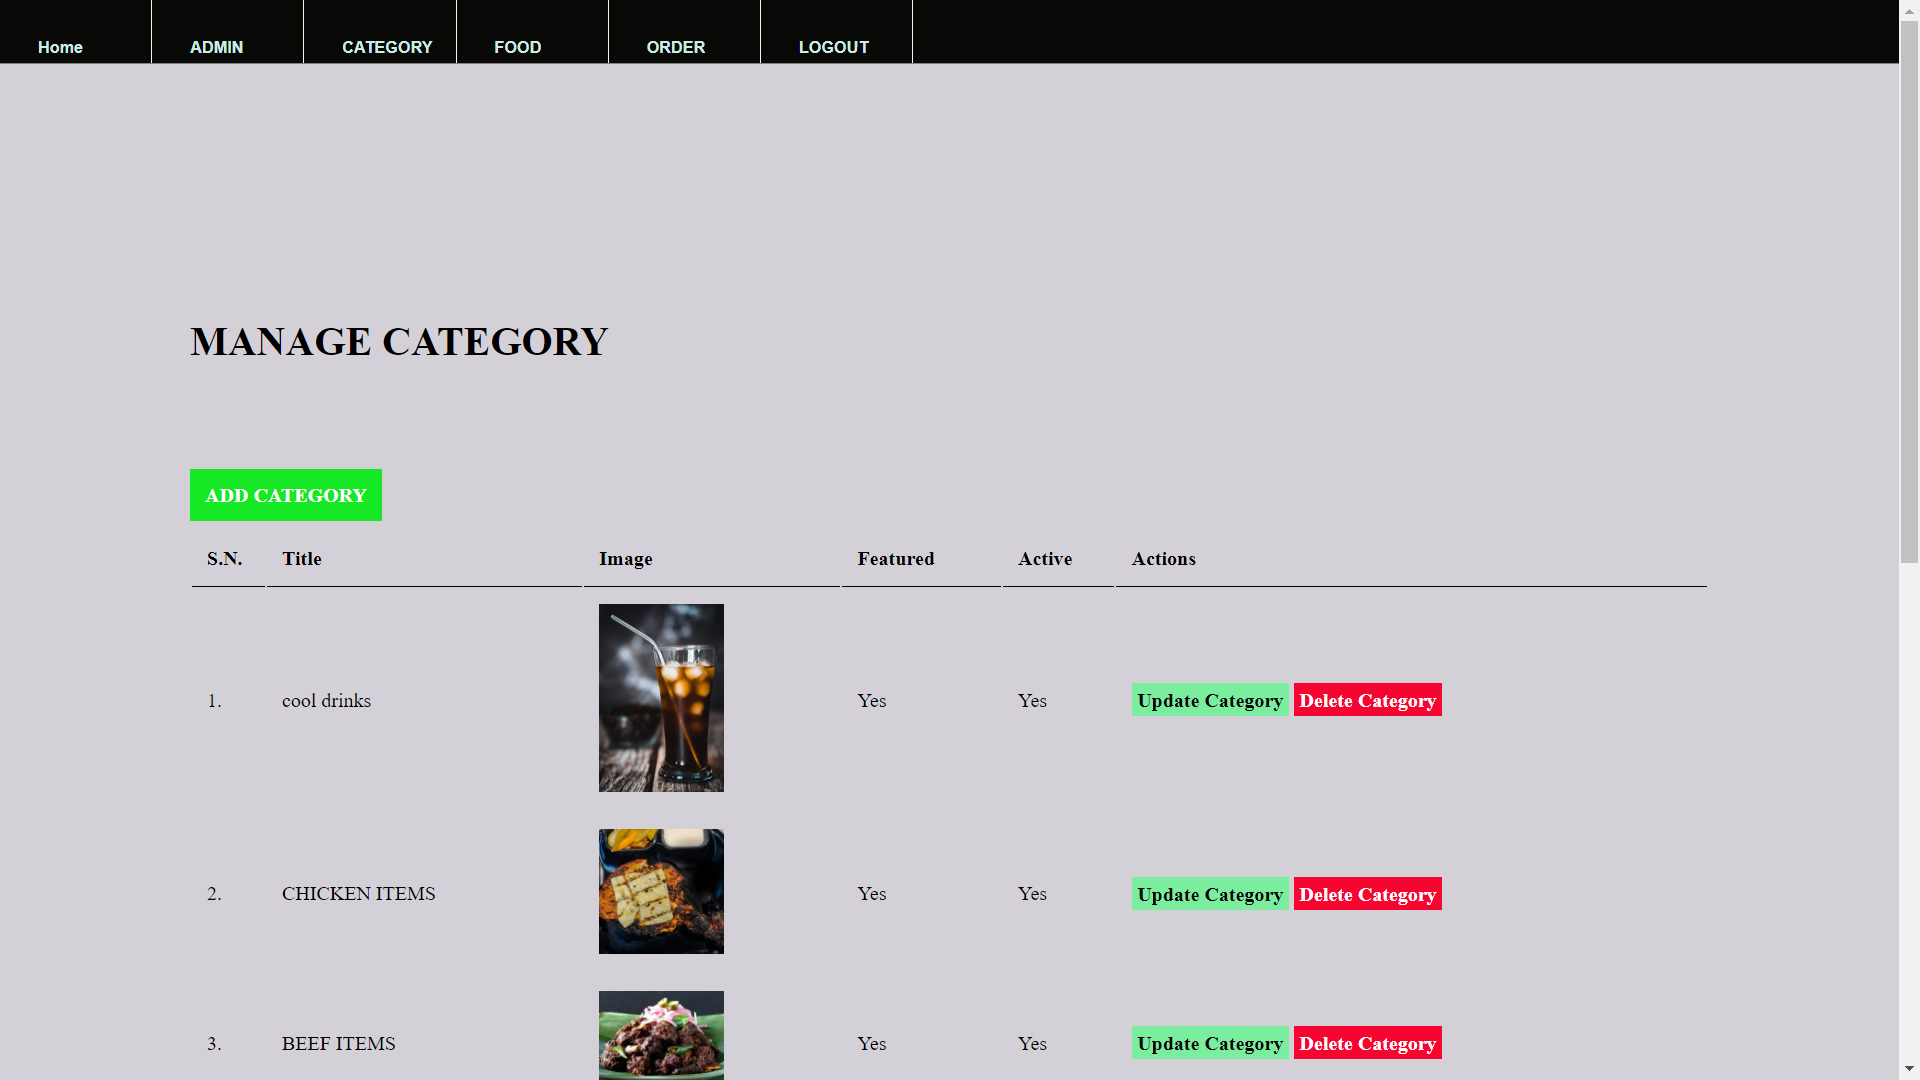 Home ADMIN CATEGORY FOOD ORDER LOGOUT
MANAGE CATEGORY
ADD CATEGORY
S.N. Title Image Featured Active Actions
1. cool drinks Yes Yes Update Category Delete Category
2. CHICKEN ITEMS Yes Yes Update Category Delete Category
3. BEEF ITEMS Yes Yes Update Category Delete Category